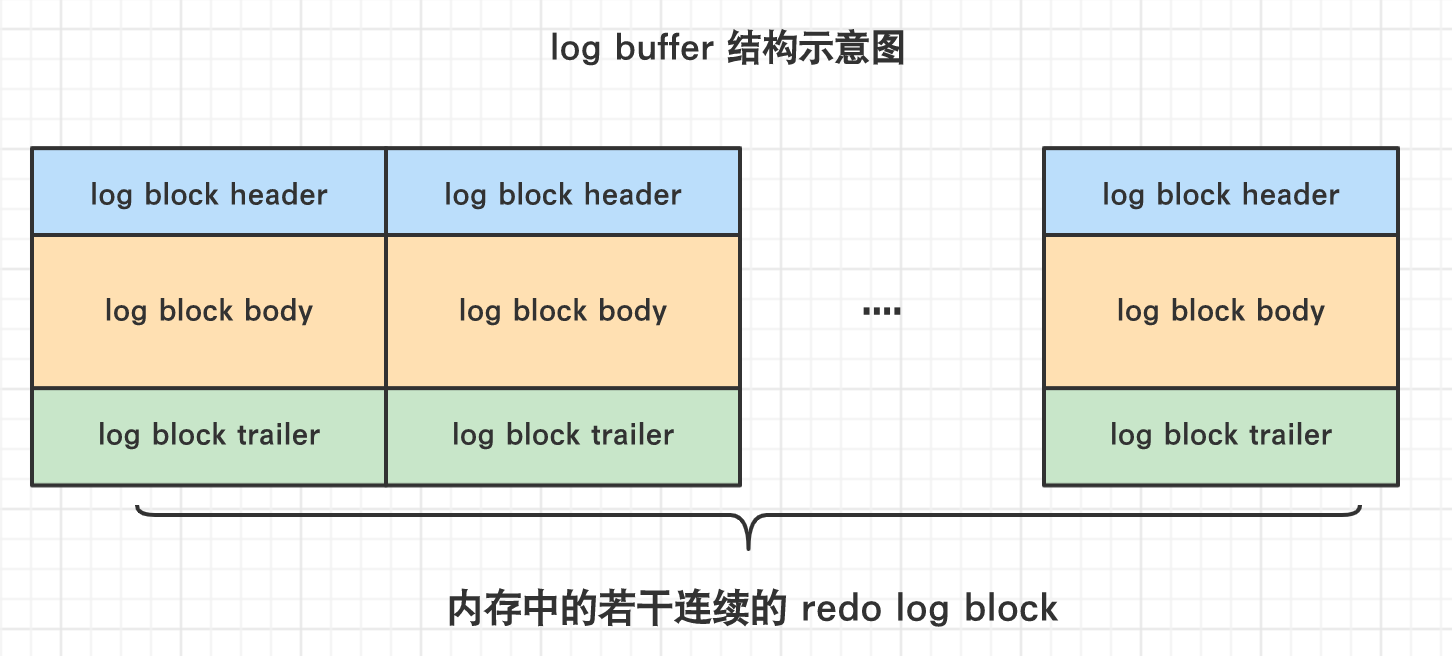 log buffer 结构示意图
log block header
log block header
log block header
log block body
log block body
....
log block body
log block trailer
log block trailer
log block trailer
内存中的若干连续的 redo log block